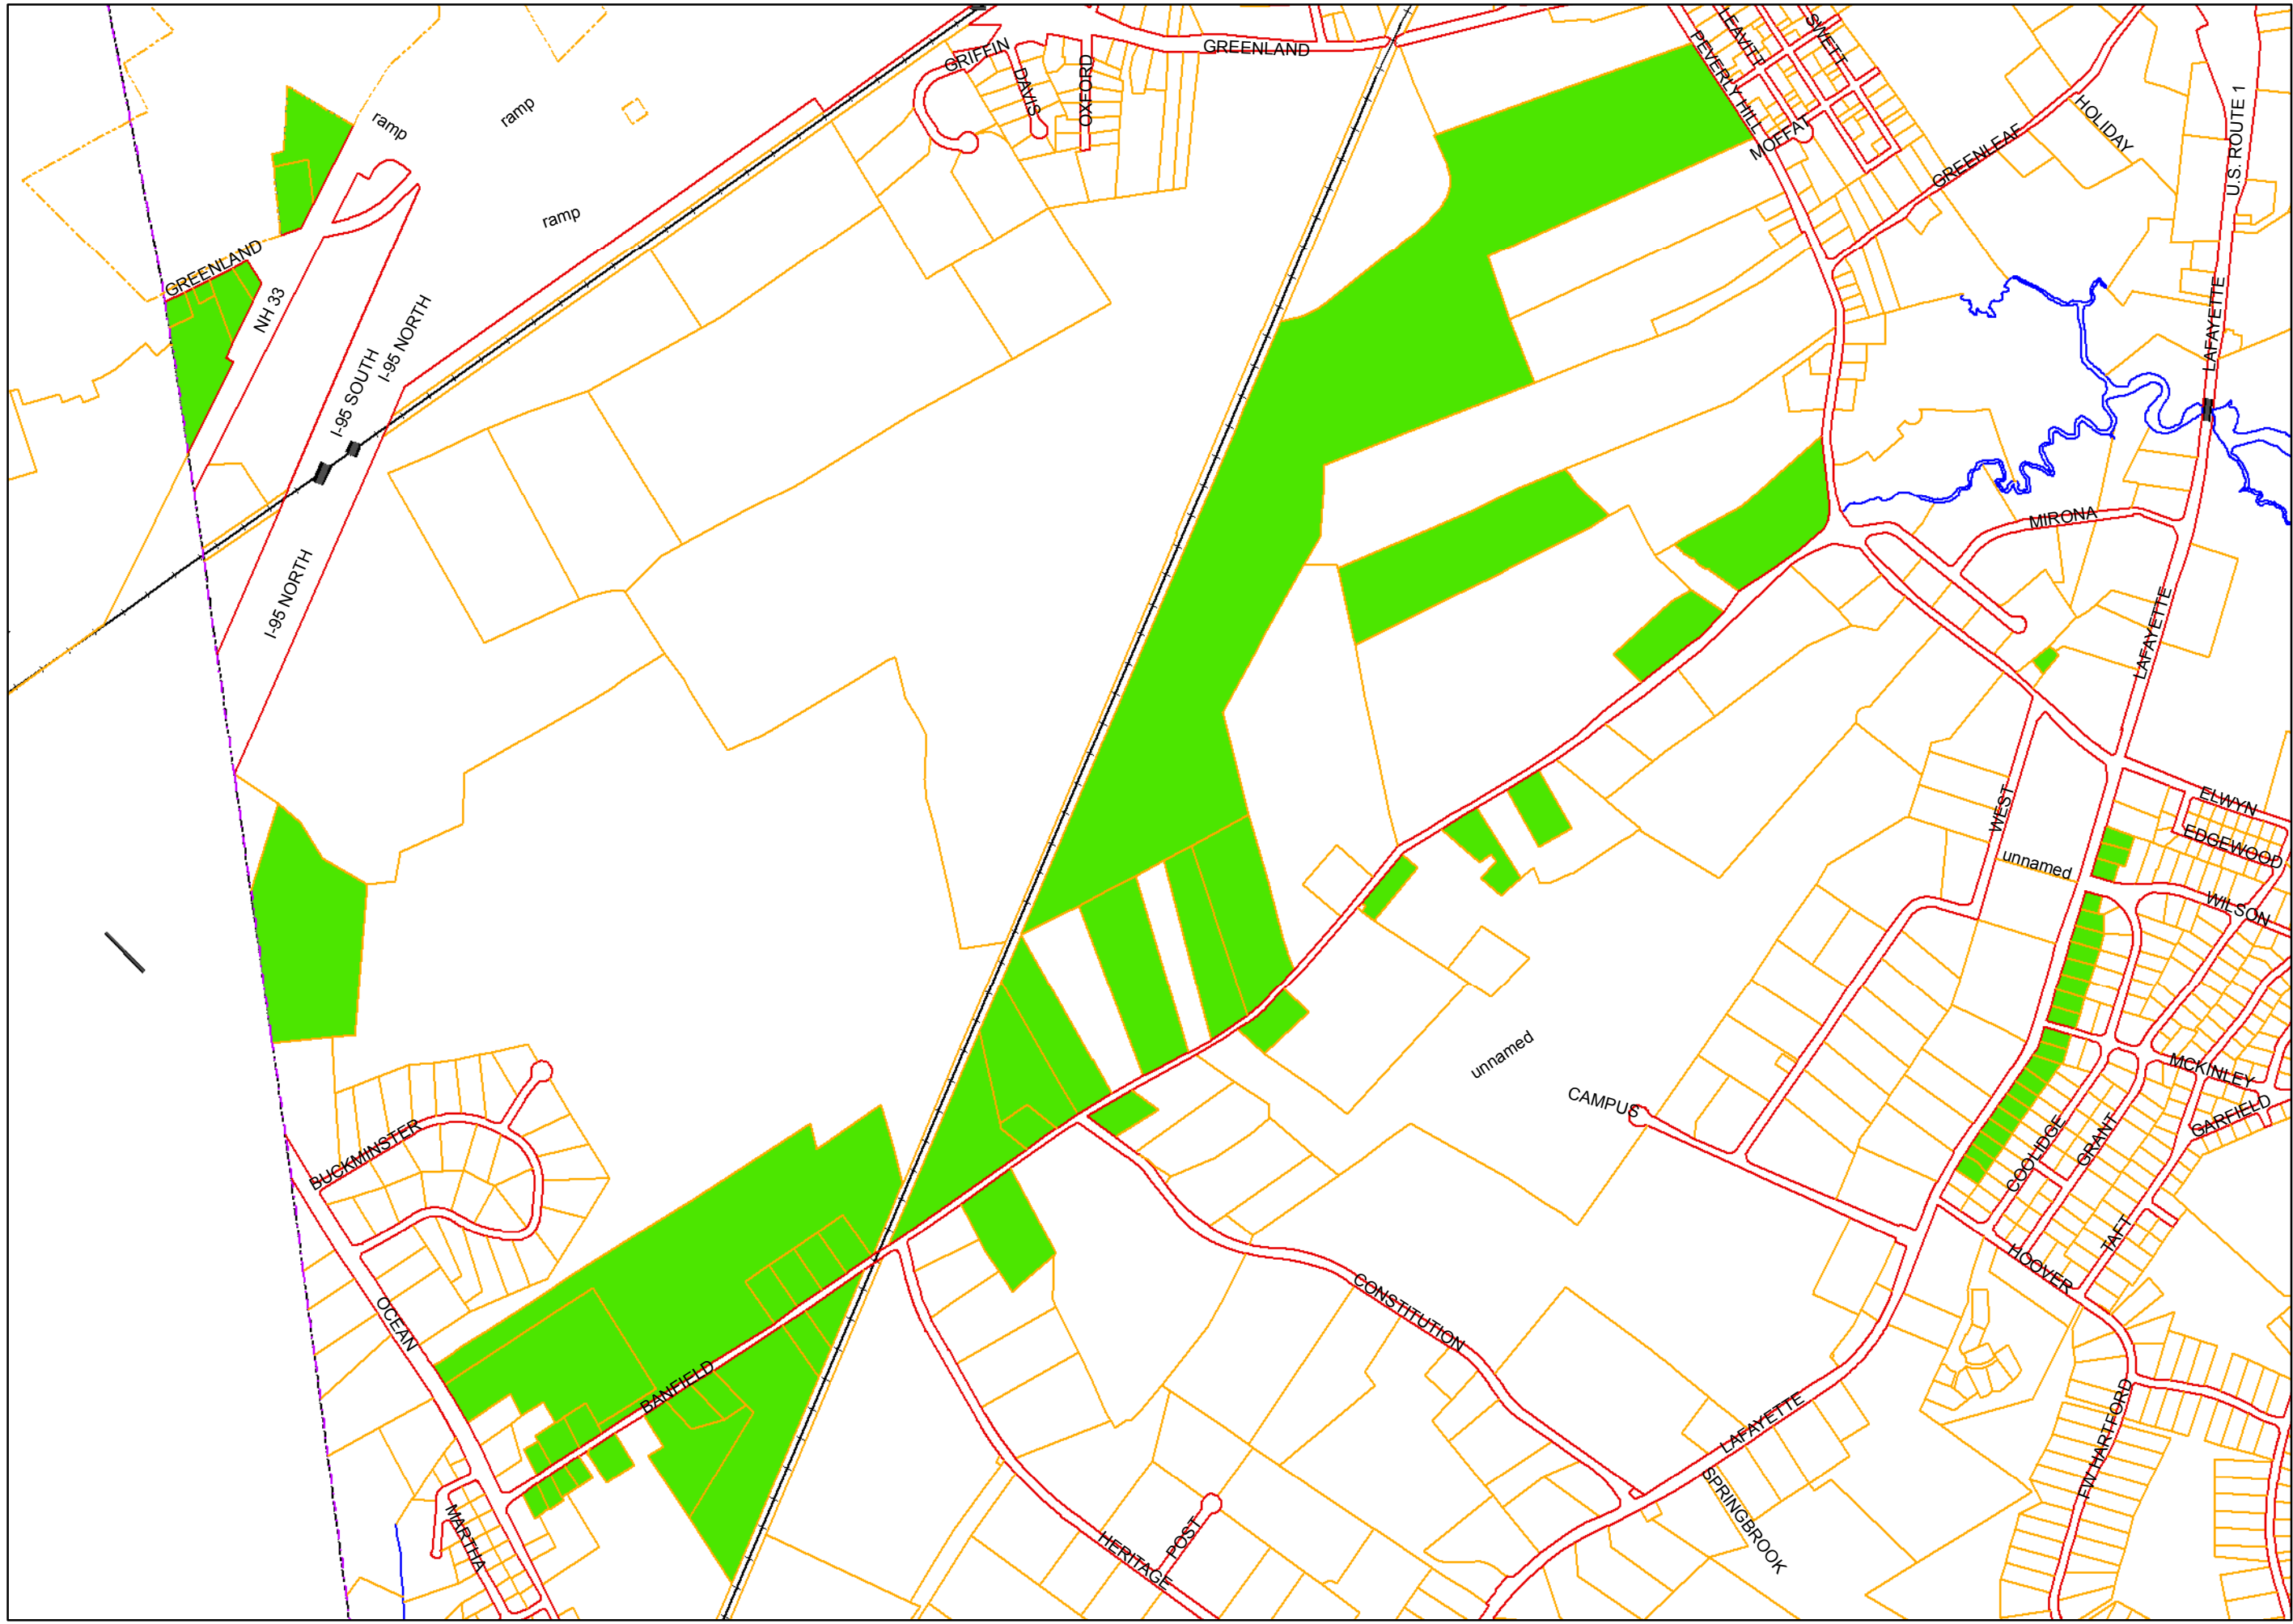 GRIFFIN
DAVIS
OXFORD
GREENLAND
PEVERLY HILL
LEAVITT
SWETT
MOFFAT
GREENLEAF
HOLIDAY
U.S. ROUTE 1
ramp
ramp
ramp
GREENLAND
NH 33
I-95 SOUTH
I-95 NORTH
LAFAYETTE
I-95 NORTH
MIRONA
LAFAYETTE
WEST
ELWYN
EDGEWOOD
unnamed
WILSON
unnamed
CAMPUS
MCKINLEY
GARFIELD
COOLIDGE
GRANT
TAFT
HOOVER
BUCKMINSTER
OCEAN
BANFIELD
CONSTITUTION
LAFAYETTE
FW HARTFORD
SPRINGBROOK
MARTHA
HERITAGE
POST